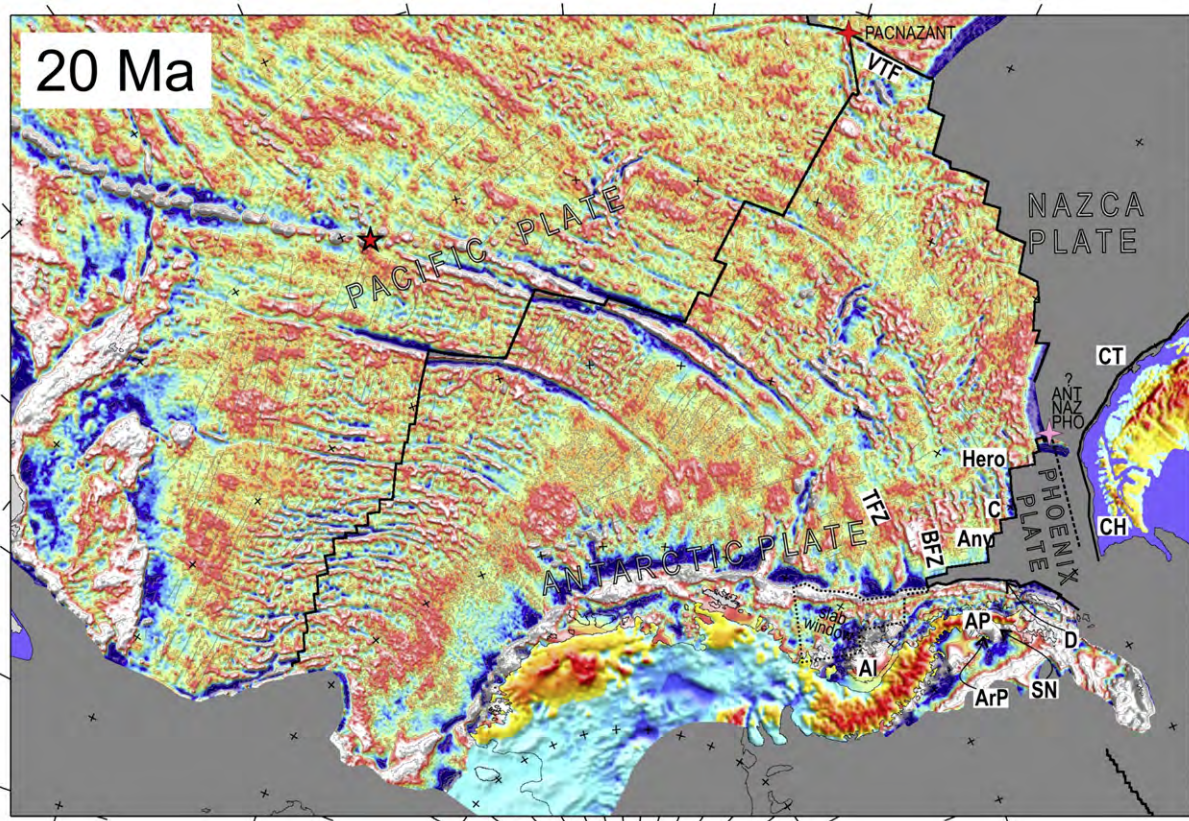 20 Ma
PACNAZANT
VTF
NAZCA
PLATE
PACIFIC PLATE
CT
?
ANT
NAZ
PHO
Hero
PHOENIX
PLATE
C
CH
TFZ
BFZ
Any
ANTARCTIC PLATE
slab
window
AI
AP
D
ArP
SN